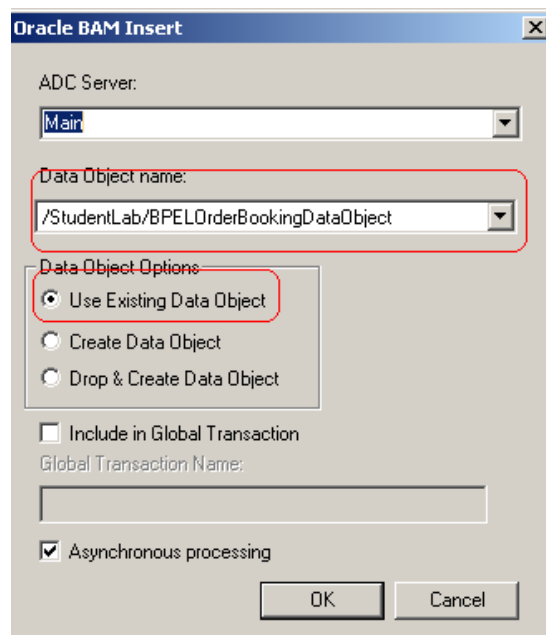 Oracle BAM Insert
ADC Server:
Main
Data Object name:
/StudentLab/BPELOrderBookingDataObject
Data Object Options
Use Existing Data Object
Create Data Object
Drop & Create Data Object
Include in Global Transaction
Global Transaction Name:
Asynchronous processing
OK Cancel